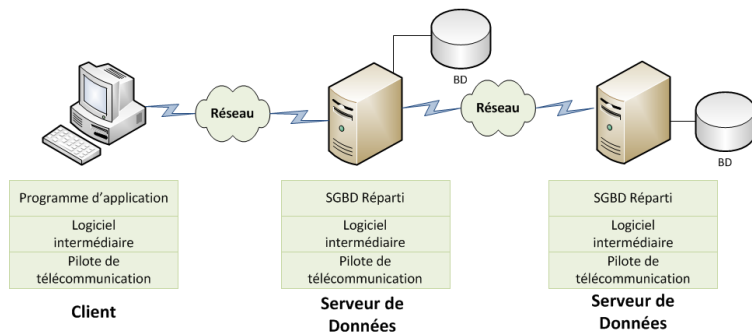 BD
Réseau
Réseau
BD
Programme d'application
Logiciel
intermédiaire
Pilote de
télécommunication
Client
SGBD Réparti
Logiciel
intermédiaire
Pilote de
télécommunication
Serveur de
Données
SGBD Réparti
Logiciel
intermédiaire
Pilote de
télécommunication
Serveur de
Données